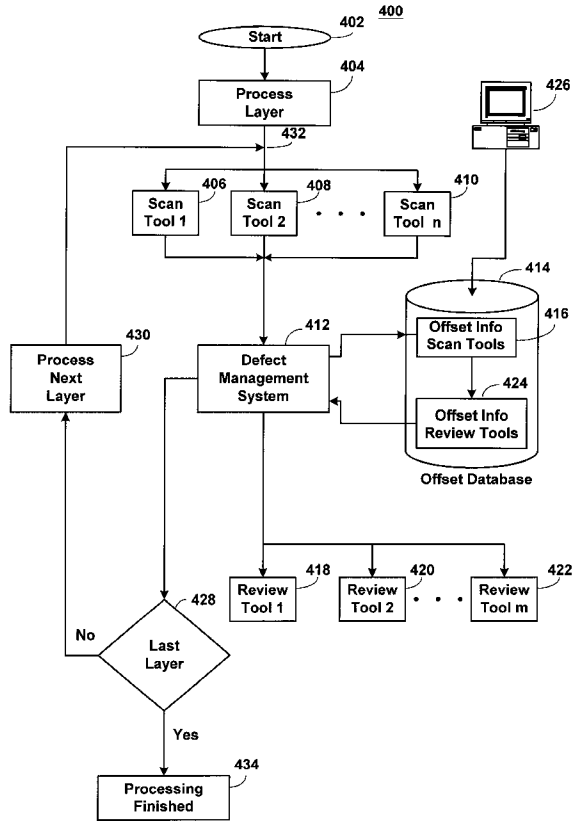 400
Start
402
Process
Layer
404
426
432
Scan
Tool 1
406
Scan
Tool 2
408
. . .
Scan
Tool n
410
414
Offset Info
Scan Tools
416
412
Defect
Management
System
430
Process
Next
Layer
424
Offset Info
Review Tools
Offset Database
Review
Tool 1
418
Review
Tool 2
420
. . .
Review
Tool m
422
428
No
Last
Layer
Yes
434
Processing
Finished